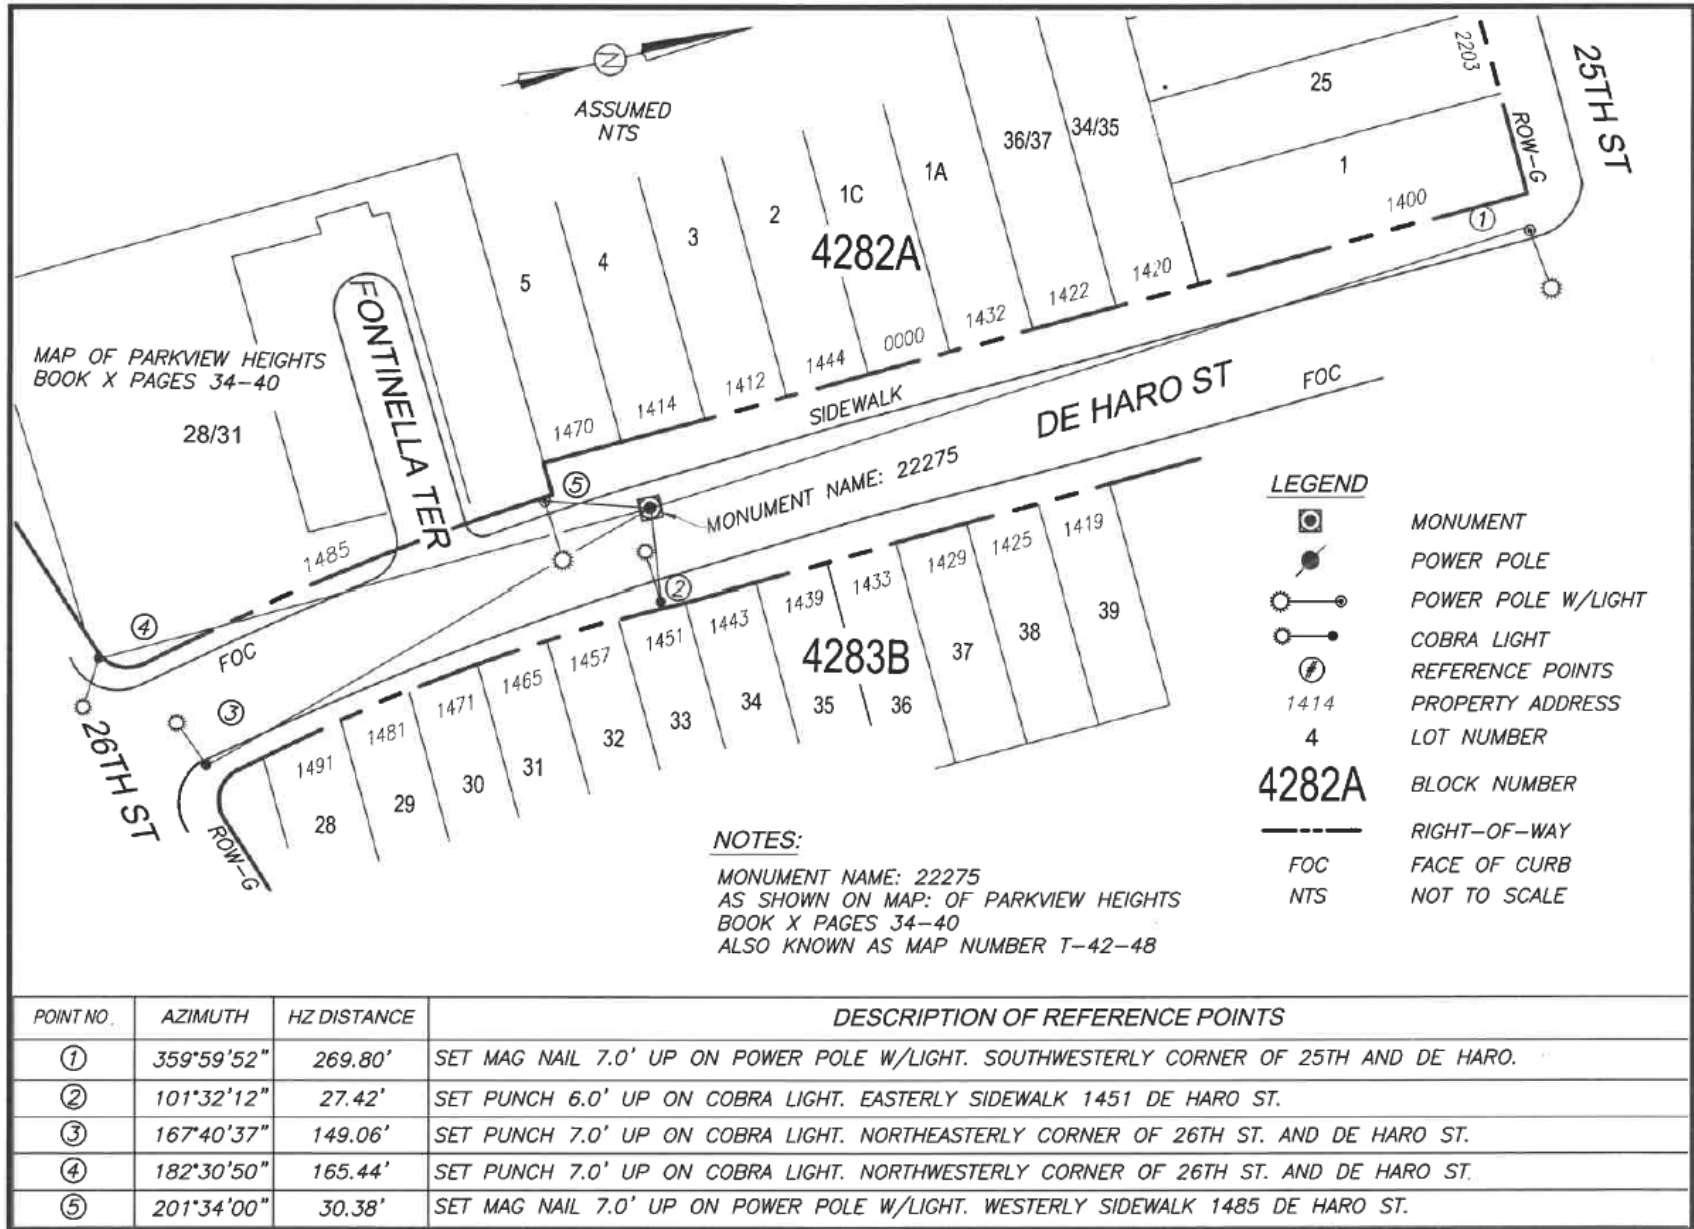 Z
ASSUMED
NTS
25TH ST
2203
ROW-G
25
1
1400
①
34/35
36/37
1A
1C
2
3
4
5
4282A
1420
1422
1432
0000
1444
1412
1414
1470
SIDEWALK
DE HARO ST
FOC
MAP OF PARKVIEW HEIGHTS
BOOK X PAGES 34-40
28/31
FONTINELLA TER
1485
⑤
MONUMENT NAME: 22275
②
④
FOC
③
26TH ST
ROW-G
1491
1481
1471
1465
1457
1451
1443
1439
1433
1429
1425
1419
4283B
28
29
30
31
32
33
34
35
36
37
38
39
LEGEND
MONUMENT
POWER POLE
POWER POLE W/LIGHT
COBRA LIGHT
# REFERENCE POINTS
1414 PROPERTY ADDRESS
4 LOT NUMBER
4282A BLOCK NUMBER
RIGHT-OF-WAY
FOC FACE OF CURB
NTS NOT TO SCALE
NOTES:
MONUMENT NAME: 22275
AS SHOWN ON MAP: OF PARKVIEW HEIGHTS
BOOK X PAGES 34-40
ALSO KNOWN AS MAP NUMBER T-42-48
POINT NO. AZIMUTH HZ DISTANCE DESCRIPTION OF REFERENCE POINTS
① 359°59'52" 269.80' SET MAG NAIL 7.0' UP ON POWER POLE W/LIGHT. SOUTHWESTERLY CORNER OF 25TH AND DE HARO.
② 101°32'12" 27.42' SET PUNCH 6.0' UP ON COBRA LIGHT. EASTERLY SIDEWALK 1451 DE HARO ST.
③ 167°40'37" 149.06' SET PUNCH 7.0' UP ON COBRA LIGHT. NORTHEASTERLY CORNER OF 26TH ST. AND DE HARO ST.
④ 182°30'50" 165.44' SET PUNCH 7.0' UP ON COBRA LIGHT. NORTHWESTERLY CORNER OF 26TH ST. AND DE HARO ST.
⑤ 201°34'00" 30.38' SET MAG NAIL 7.0' UP ON POWER POLE W/LIGHT. WESTERLY SIDEWALK 1485 DE HARO ST.